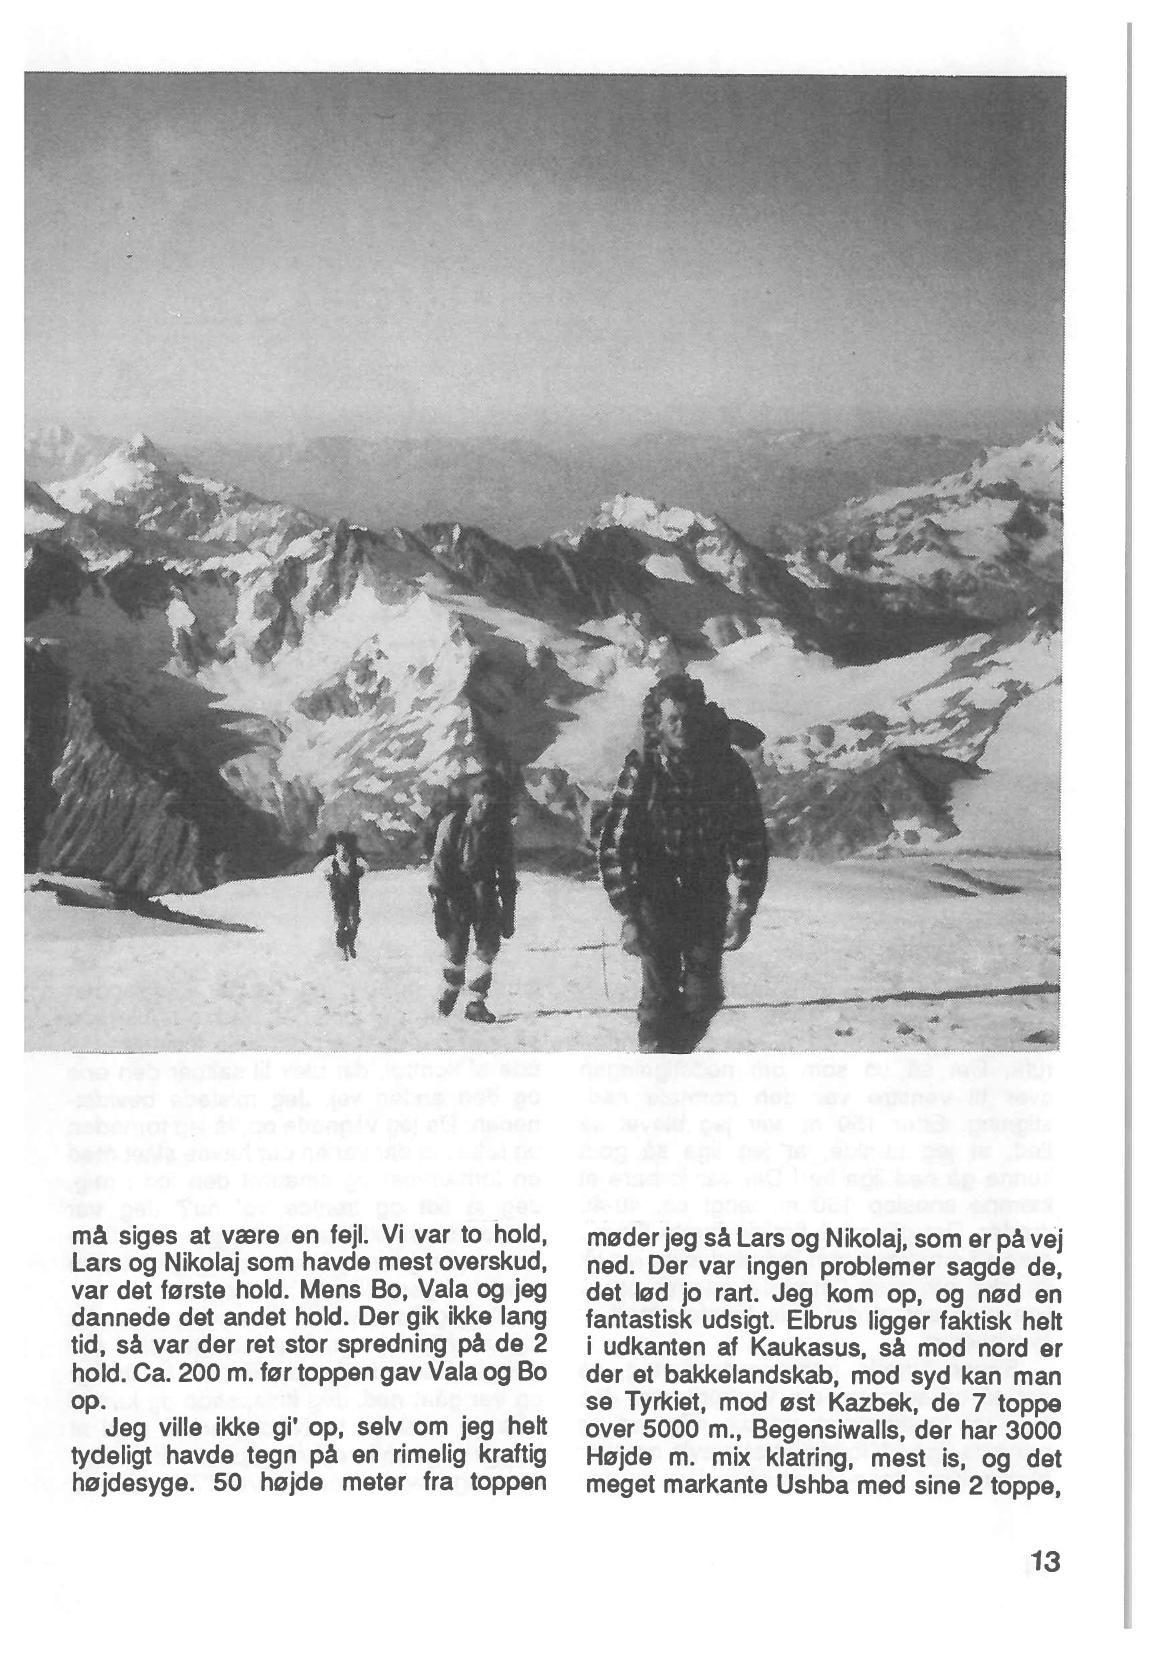 må siges at være en fejl. Vi var to hold,
Lars og Nikolaj som havde mest overskud,
var det første hold. Mens Bo, Vala og jeg
dannede det andet hold. Der gik ikke lang
tid, så var der ret stor spredning på de 2
hold. Ca. 200 m. før toppen gav Vala og Bo
op.
Jeg ville ikke gi' op, selv om jeg helt
tydeligt havde tegn på en rimelig kraftig
højdesyge. 50 højde meter fra toppen
møder jeg så Lars og Nikolaj, som er på vej
ned. Der var ingen problemer sagde de,
det lød jo rart. Jeg kom op, og nød en
fantastisk udsigt. Elbrus ligger faktisk helt
i udkanten af Kaukasus, så mod nord er
der et bakkelandskab, mod syd kan man
se Tyrkiet, mod øst Kazbek, de 7 toppe
over 5000 m., Begensiwalls, der har 3000
Højde m. mix klatring, mest is, og det
meget markante Ushba med sine 2 toppe,
13